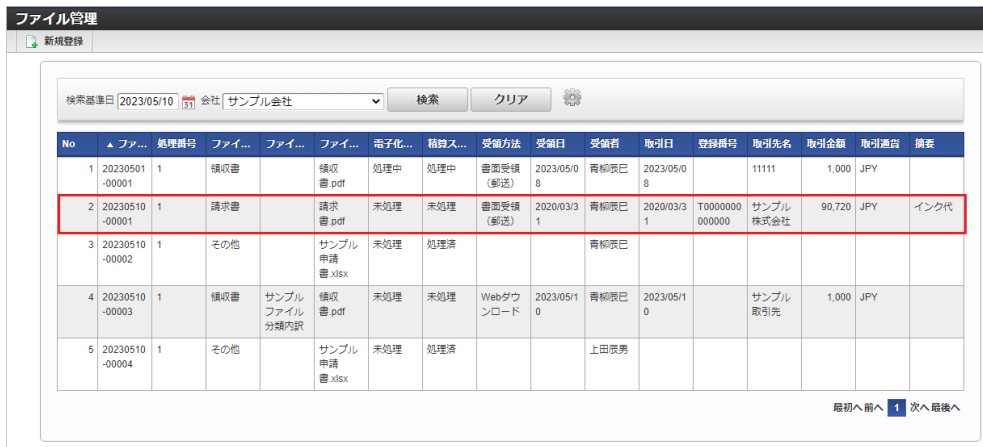 ファイル管理
新規登録
検索基準日 2023/05/10 31 会社 サンプル会社 検索 クリア
No ▲ ファ... 処理番号 ファイ... ファイ... ファイ... 電子化... 精算ス... 受領方法 受領日 受領者 取引日 登録番号 取引先名 取引金額 取引通貨 摘要
1 20230501 1 領収書 領収 処理中 処理中 書面受領 2023/05/0 青柳辰巳 2023/05/0 11111 1,000 JPY
-00001 書.pdf (郵送) 8 8
2 20230510 1 請求書 請求 未処理 未処理 書面受領 2020/03/3 青柳辰巳 2020/03/3 T0000000 サンプル 90,720 JPY インク代
-00001 書.pdf (郵送) 1 1 000000 株式会社
3 20230510 1 その他 サンプル 未処理 処理済 青柳辰巳
-00002 申請
書.xlsx
4 20230510 1 領収書 サンプル 領収 未処理 未処理 Webダウ 2023/05/1 青柳辰巳 2023/05/1 サンプル 1,000 JPY
-00003 ファイル 書.pdf ンロード 0 0 取引先
分類内訳
5 20230510 1 その他 サンプル 未処理 処理済 上田辰男
-00004 申請
書.xlsx
最初へ 前へ 1 次へ 最後へ